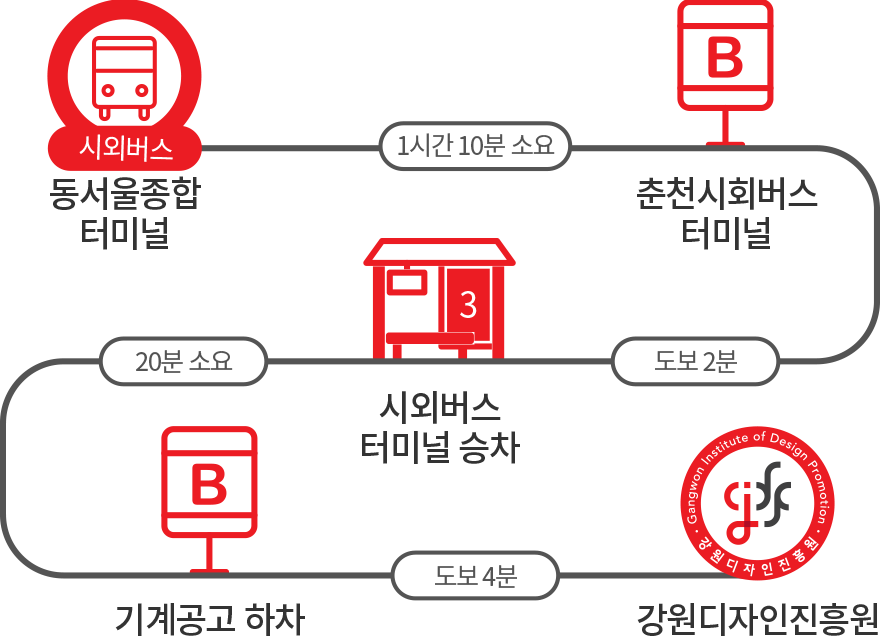 시외버스
동서울종합
터미널
1시간 10분 소요
B
춘천시회버스
터미널
도보 2분
3
시외버스
터미널 승차
20분 소요
B
기계공고 하차
도보 4분
Gangwon Institute of Design Promotion
gisfc
강원디자인진흥원
강원디자인진흥원